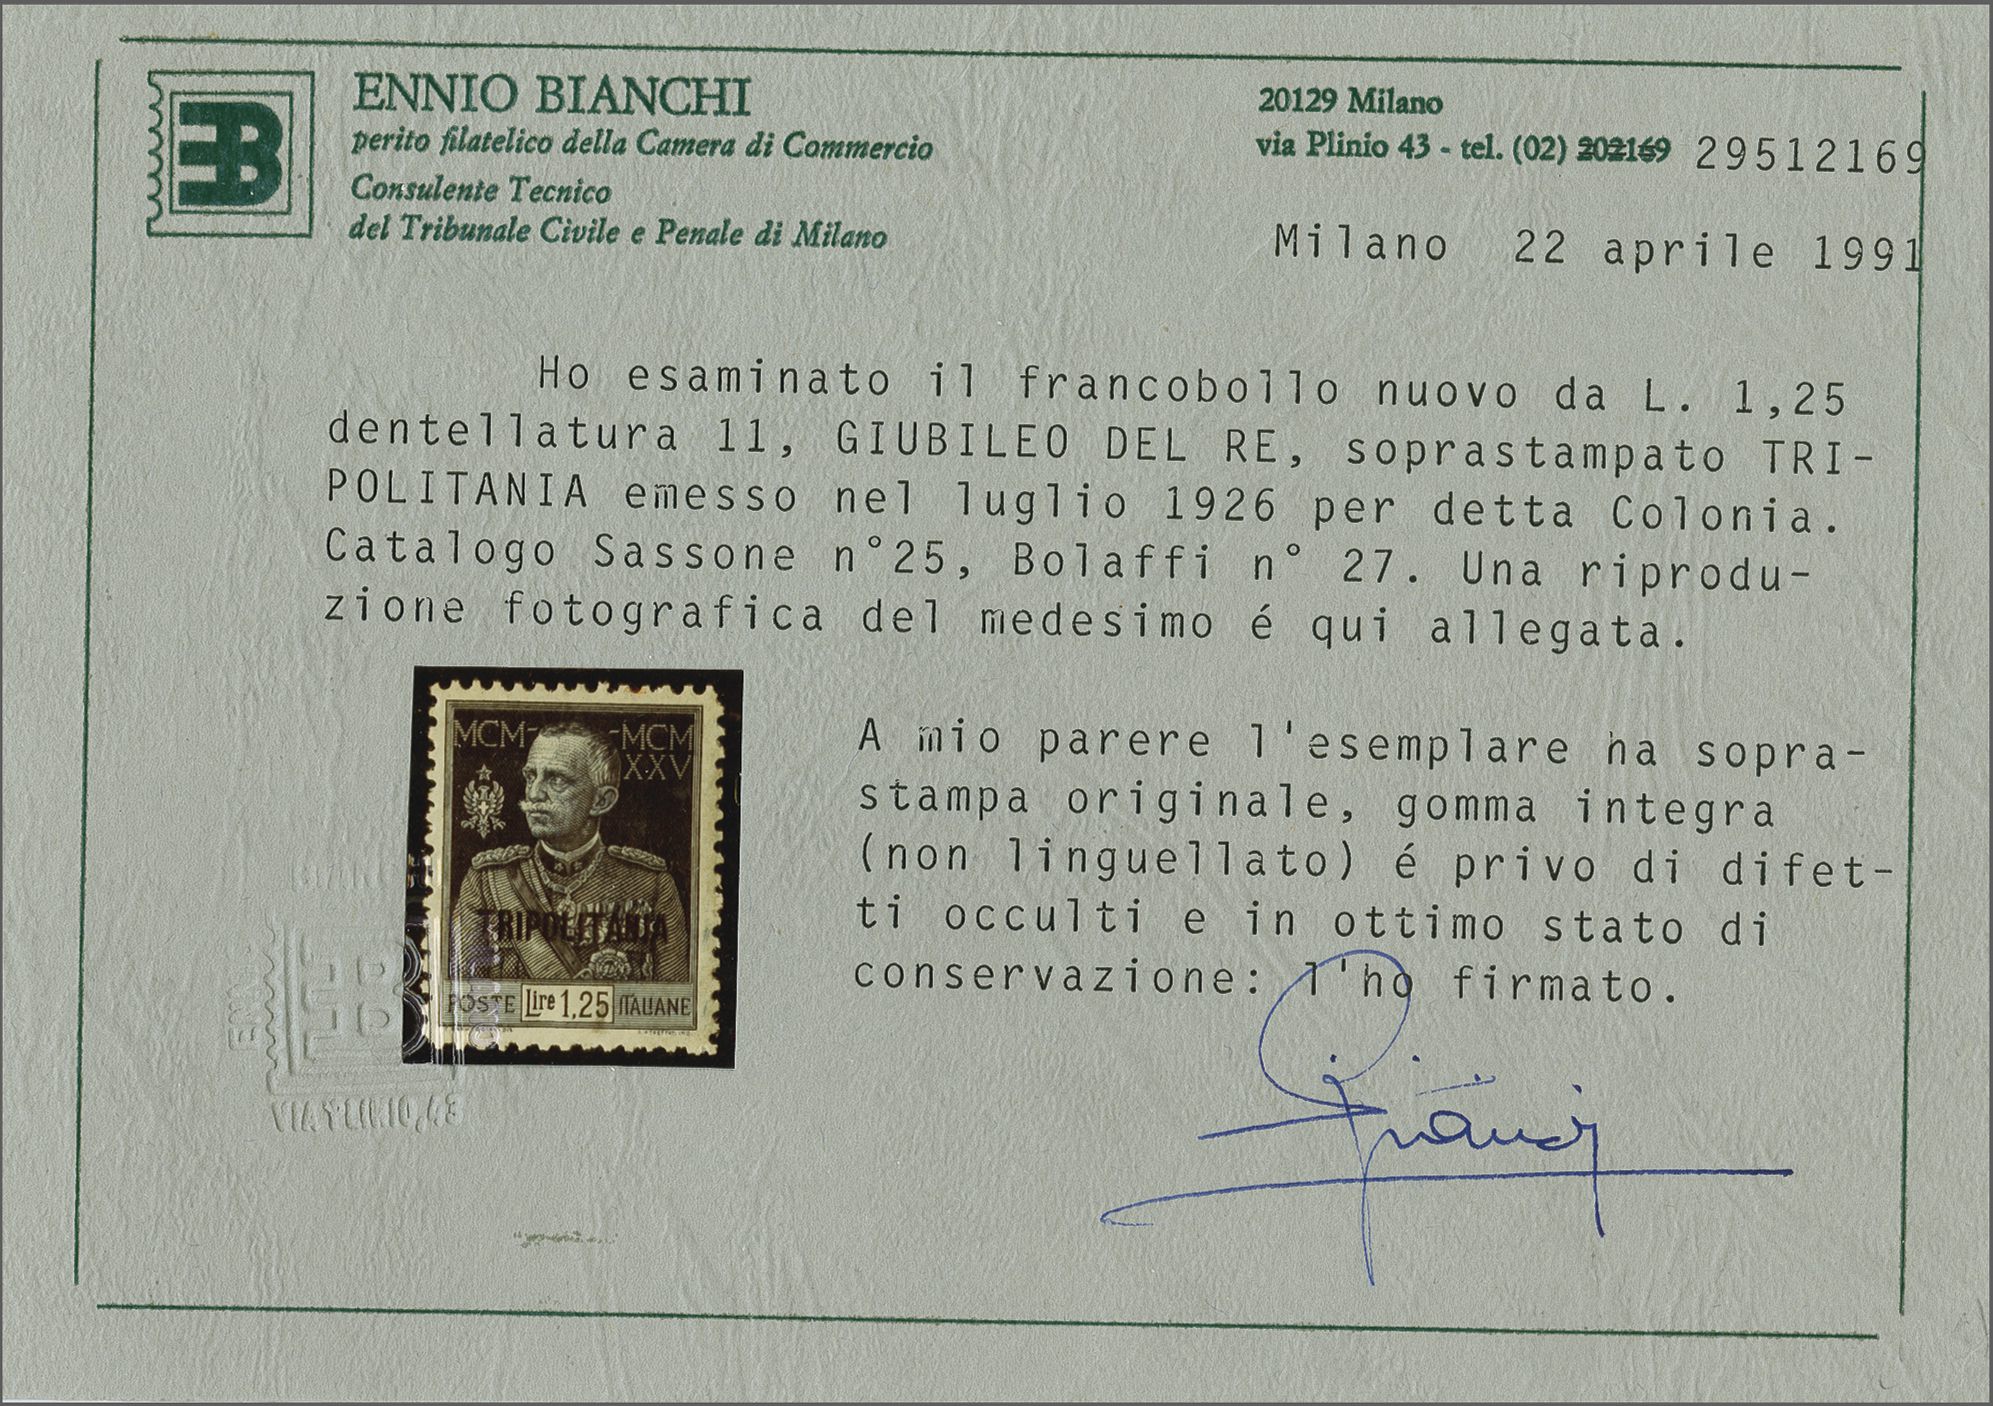 ENNIO BIANCHI
perito filatelico della Camera di Commercio
Consulente Tecnico
del Tribunale Civile e Penale di Milano
EB
20129 Milano
via Plinio 43 - tel. (02) 202169 29512169
Milano 22 aprile 1991
Ho esaminato il francobollo nuovo da L. 1,25
dentellatura 11, GIUBILEO DEL RE, soprastampato TRI-
POLITANIA emesso nel luglio 1926 per detta Colonia.
Catalogo Sassone n°25, Bolaffi n° 27. Una riprodu-
zione fotografica del medesimo é qui allegata.
MCM- -MCM
XXV
TRIPOLITANIA
POSTE Lire 1,25 ITALIANE
A mio parere l'esemplare ha sopra-
stampa originale, gomma integra
(non linguellato) é privo di difet-
ti occulti e in ottimo stato di
conservazione: l'ho firmato.
VIA PLINIO, 43